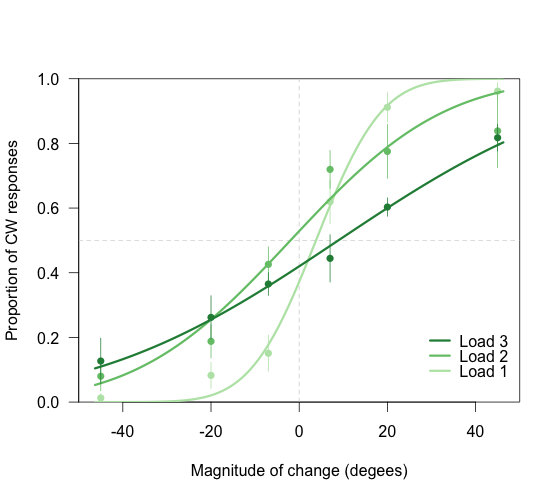 1.0
0.8
0.6
0.4
0.2
0.0
Proportion of CW responses
Load 3
Load 2
Load 1
-40 -20 0 20 40
Magnitude of change (degees)